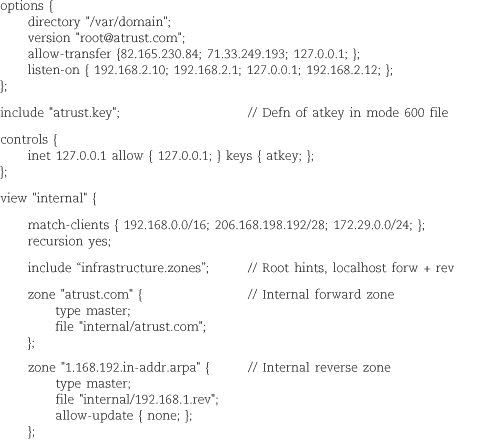 options {
directory "/var/domain";
version "root@atrust.com";
allow-transfer {82.165.230.84; 71.33.249.193; 127.0.0.1; };
listen-on { 192.168.2.10; 192.168.2.1; 127.0.0.1; 192.168.2.12; };
};
include "atrust.key"; // Defn of atkey in mode 600 file
controls {
inet 127.0.0.1 allow { 127.0.0.1; } keys { atkey; };
};
view "internal" {
match-clients { 192.168.0.0/16; 206.168.198.192/28; 172.29.0.0/24; };
recursion yes;
include “infrastructure.zones”; // Root hints, localhost forw + rev
zone "atrust.com" { // Internal forward zone
type master;
file "internal/atrust.com";
};
zone "1.168.192.in-addr.arpa" { // Internal reverse zone
type master;
file "internal/192.168.1.rev";
allow-update { none; };
};